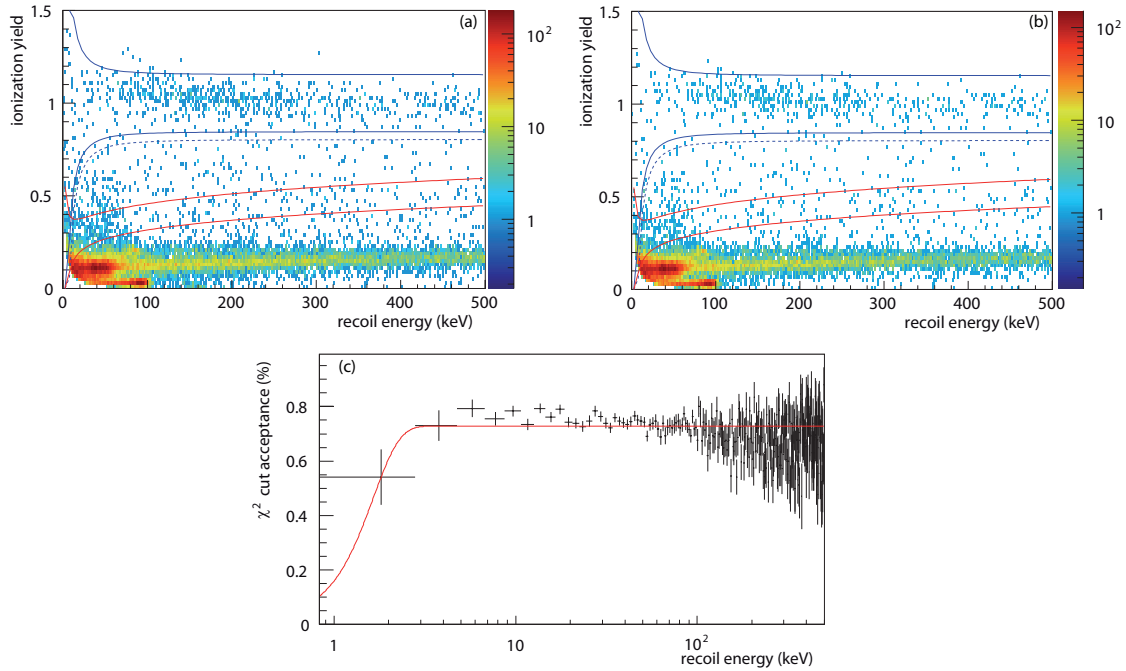 (a)
ionization yield
1.5
1
0.5
0
0 100 200 300 400 500
recoil energy (keV)
10²
10
1
(b)
ionization yield
1.5
1
0.5
0
0 100 200 300 400 500
recoil energy (keV)
10²
10
1
(c)
χ² cut acceptance (%)
0.8
0.6
0.4
0.2
0
1 10 10²
recoil energy (keV)